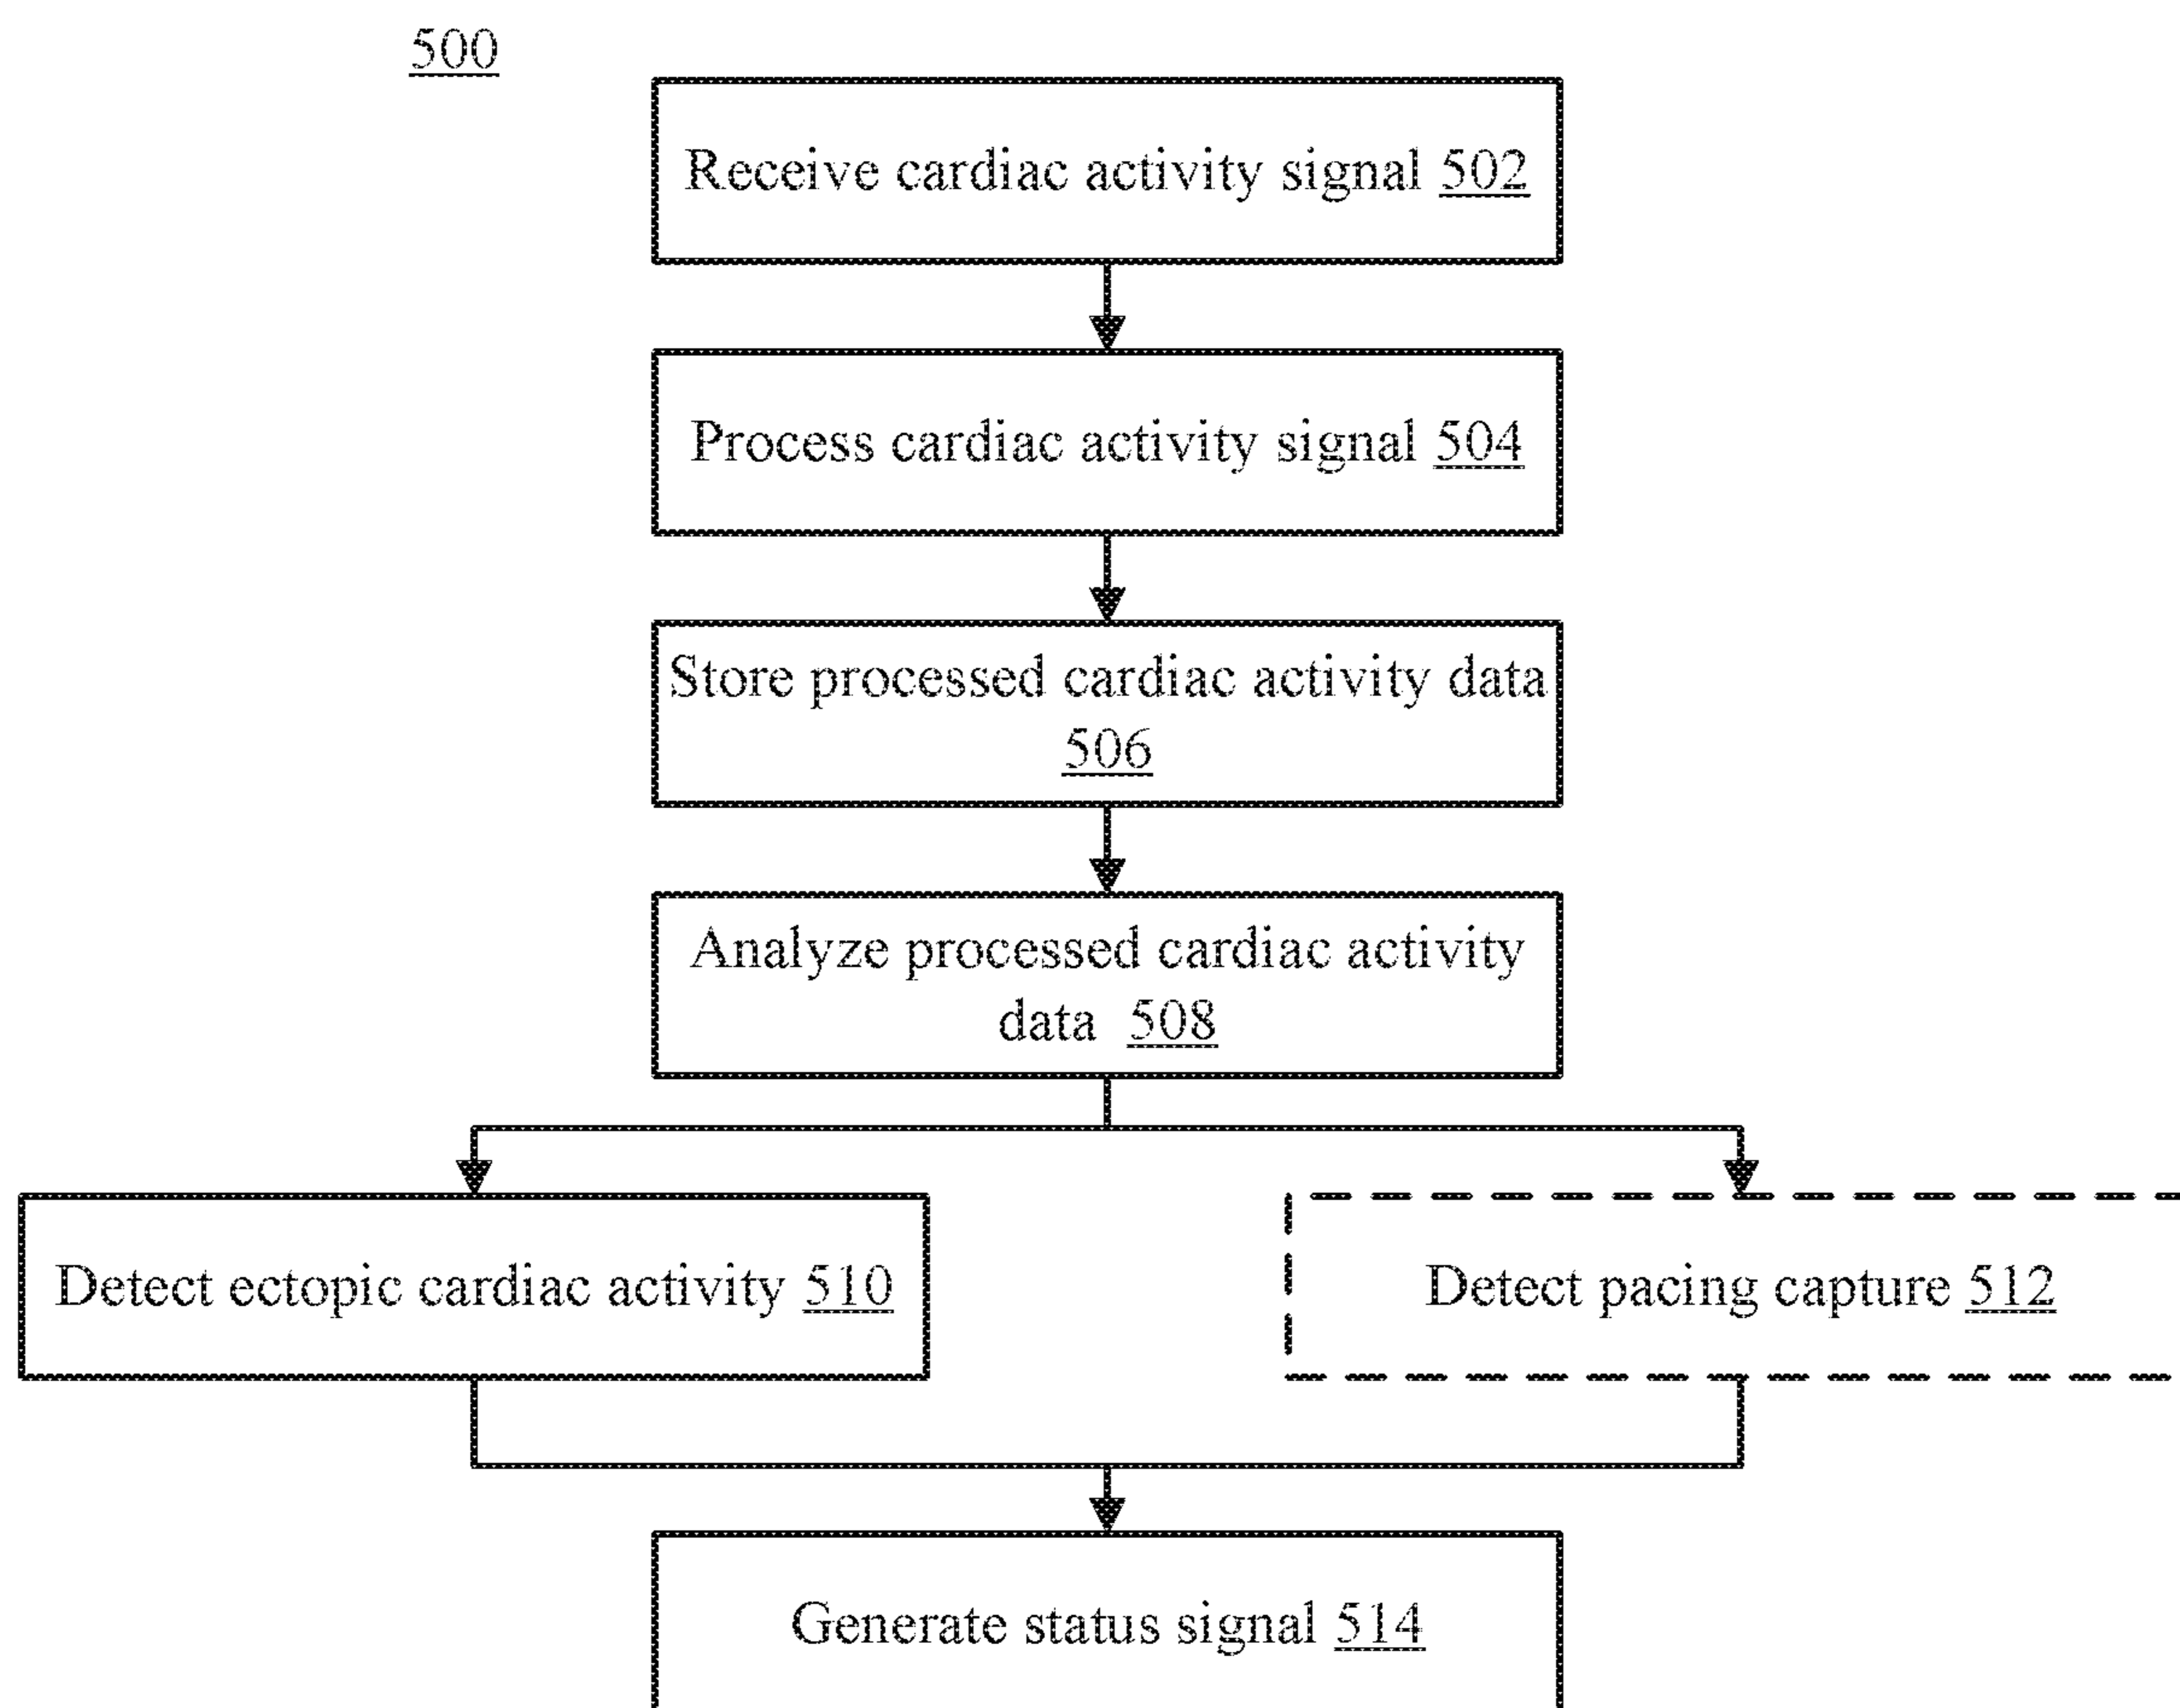 500
Receive cardiac activity signal 502
Process cardiac activity signal 504
Store processed cardiac activity data
506
Analyze processed cardiac activity
data 508
Detect ectopic cardiac activity 510
Detect pacing capture 512
Generate status signal 514